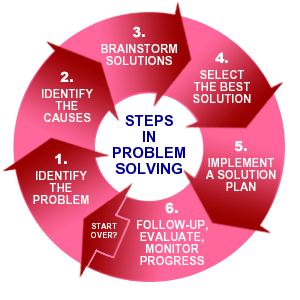 STEPS
IN
PROBLEM
SOLVING
1.
IDENTIFY
THE
PROBLEM
2.
IDENTIFY
THE
CAUSES
3.
BRAINSTORM
SOLUTIONS
4.
SELECT
THE BEST
SOLUTION
5.
IMPLEMENT
A SOLUTION
PLAN
6.
FOLLOW-UP,
EVALUATE,
MONITOR
PROGRESS
START
OVER?